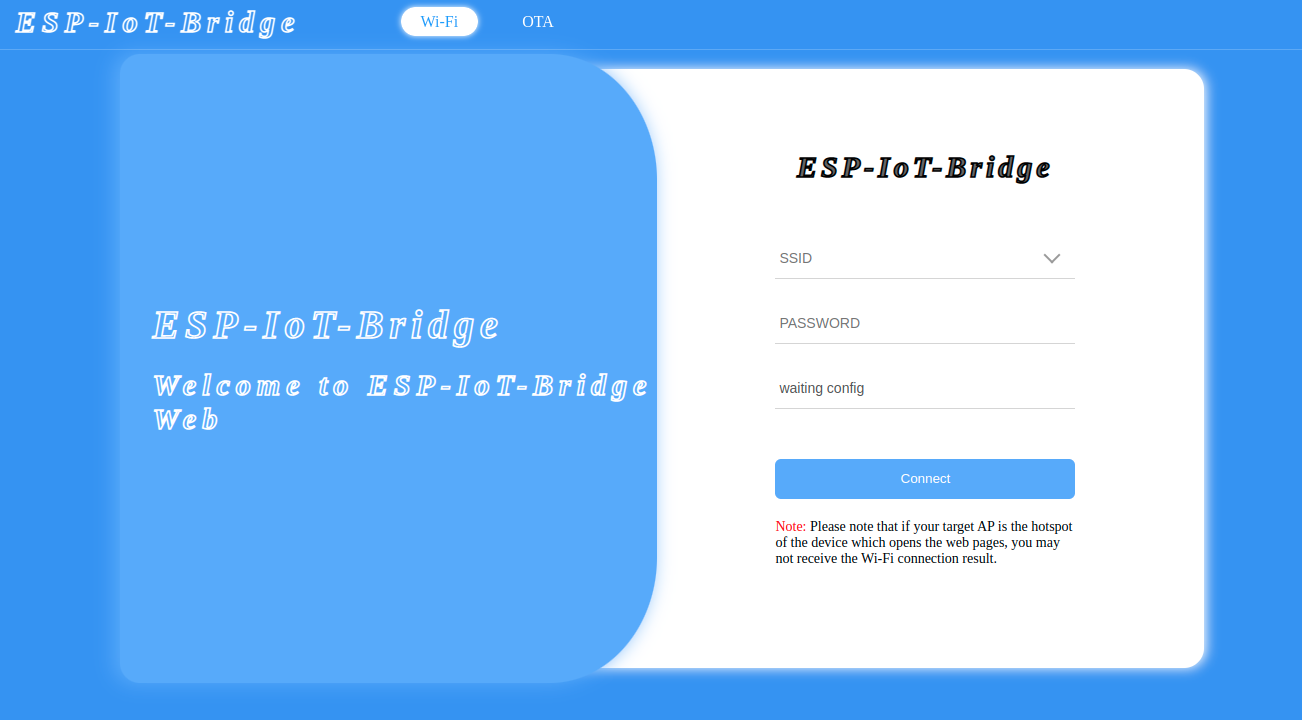 ESP-IoT-Bridge
Wi-Fi
OTA
ESP-IoT-Bridge
Welcome to ESP-IoT-Bridge
Web
ESP-IoT-Bridge
SSID
PASSWORD
waiting config
Connect
Note: Please note that if your target AP is the hotspot
of the device which opens the web pages, you may
not receive the Wi-Fi connection result.